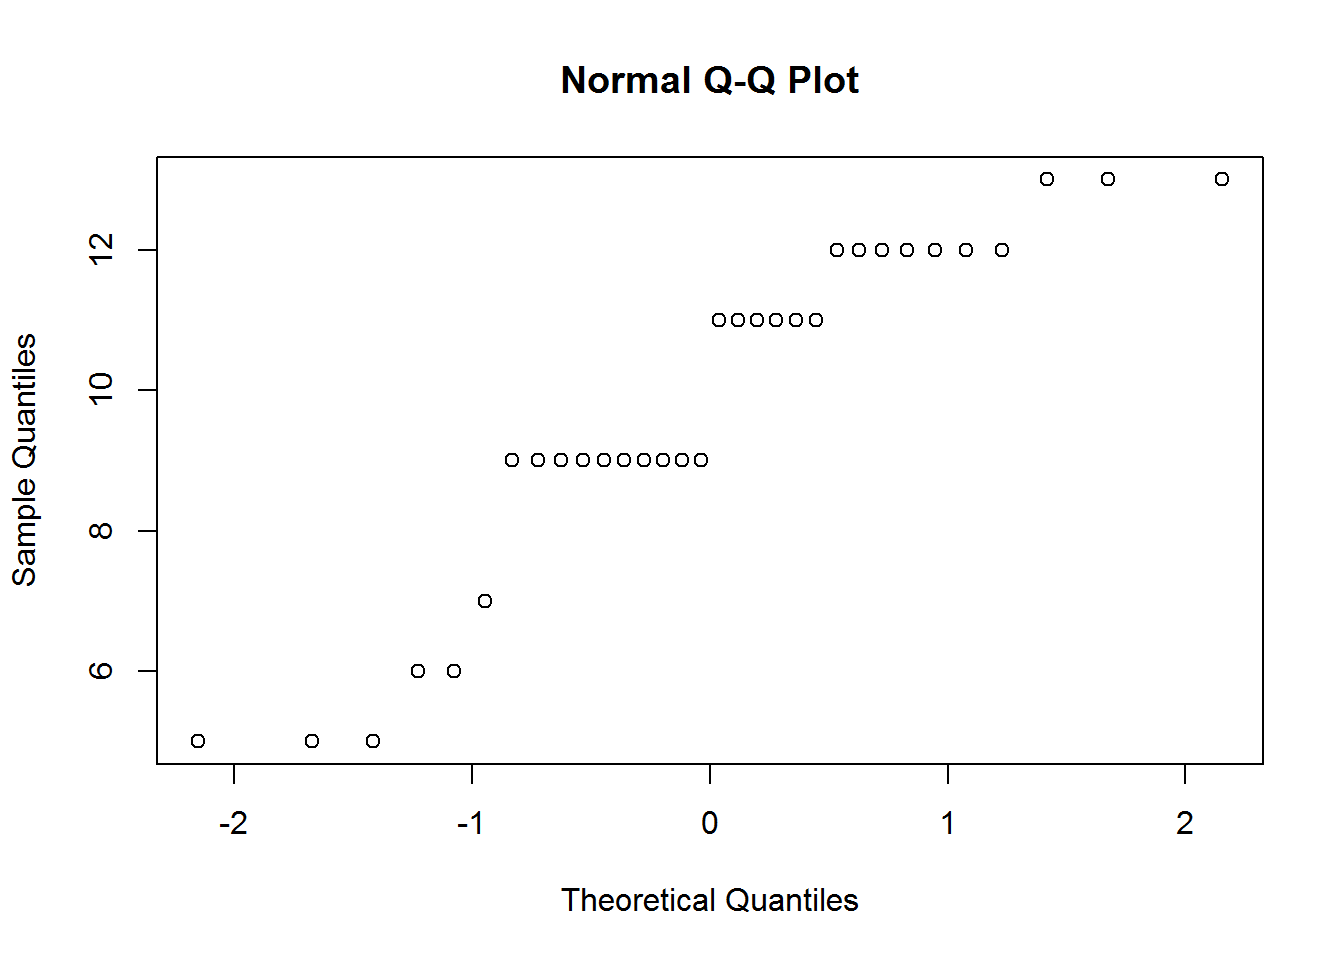 Normal Q-Q Plot
12
10
8
6
Sample Quantiles
-2 -1 0 1 2
Theoretical Quantiles